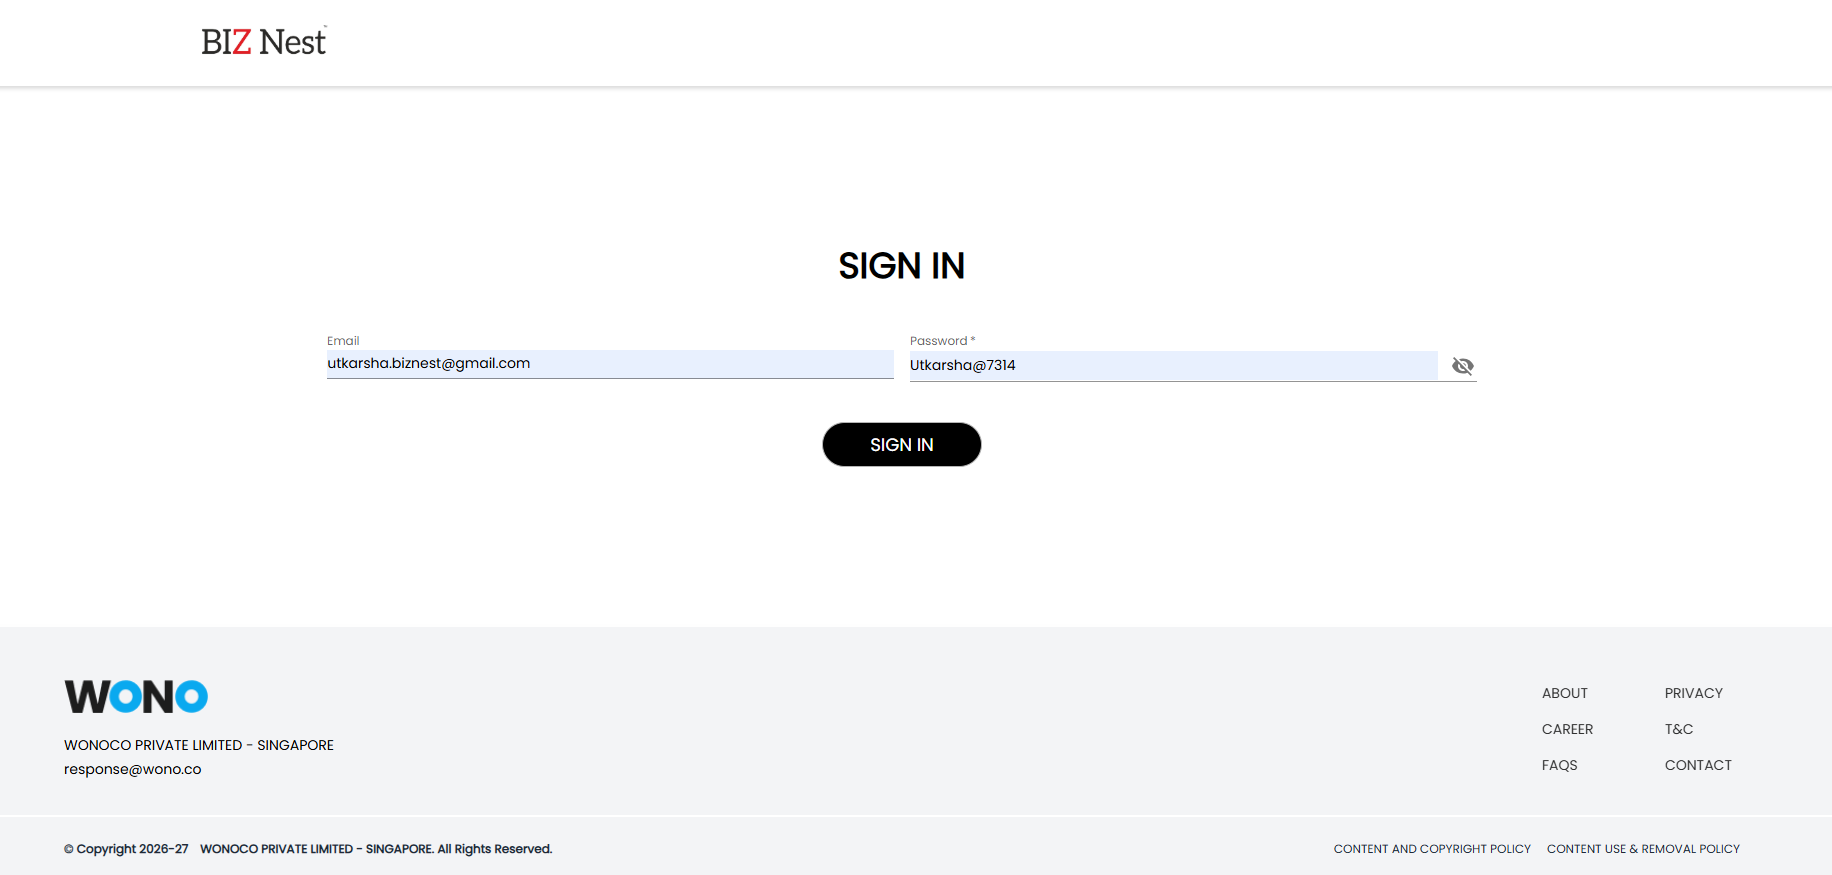 BIZ Nest
SIGN IN
Email
utkarsha.biznest@gmail.com
Password *
Utkarsha@7314
SIGN IN
WONO
WONOCO PRIVATE LIMITED - SINGAPORE
response@wono.co
ABOUT
PRIVACY
CAREER
T&C
FAQS
CONTACT
© Copyright 2026-27 WONOCO PRIVATE LIMITED - SINGAPORE. All Rights Reserved.
CONTENT AND COPYRIGHT POLICY
CONTENT USE & REMOVAL POLICY